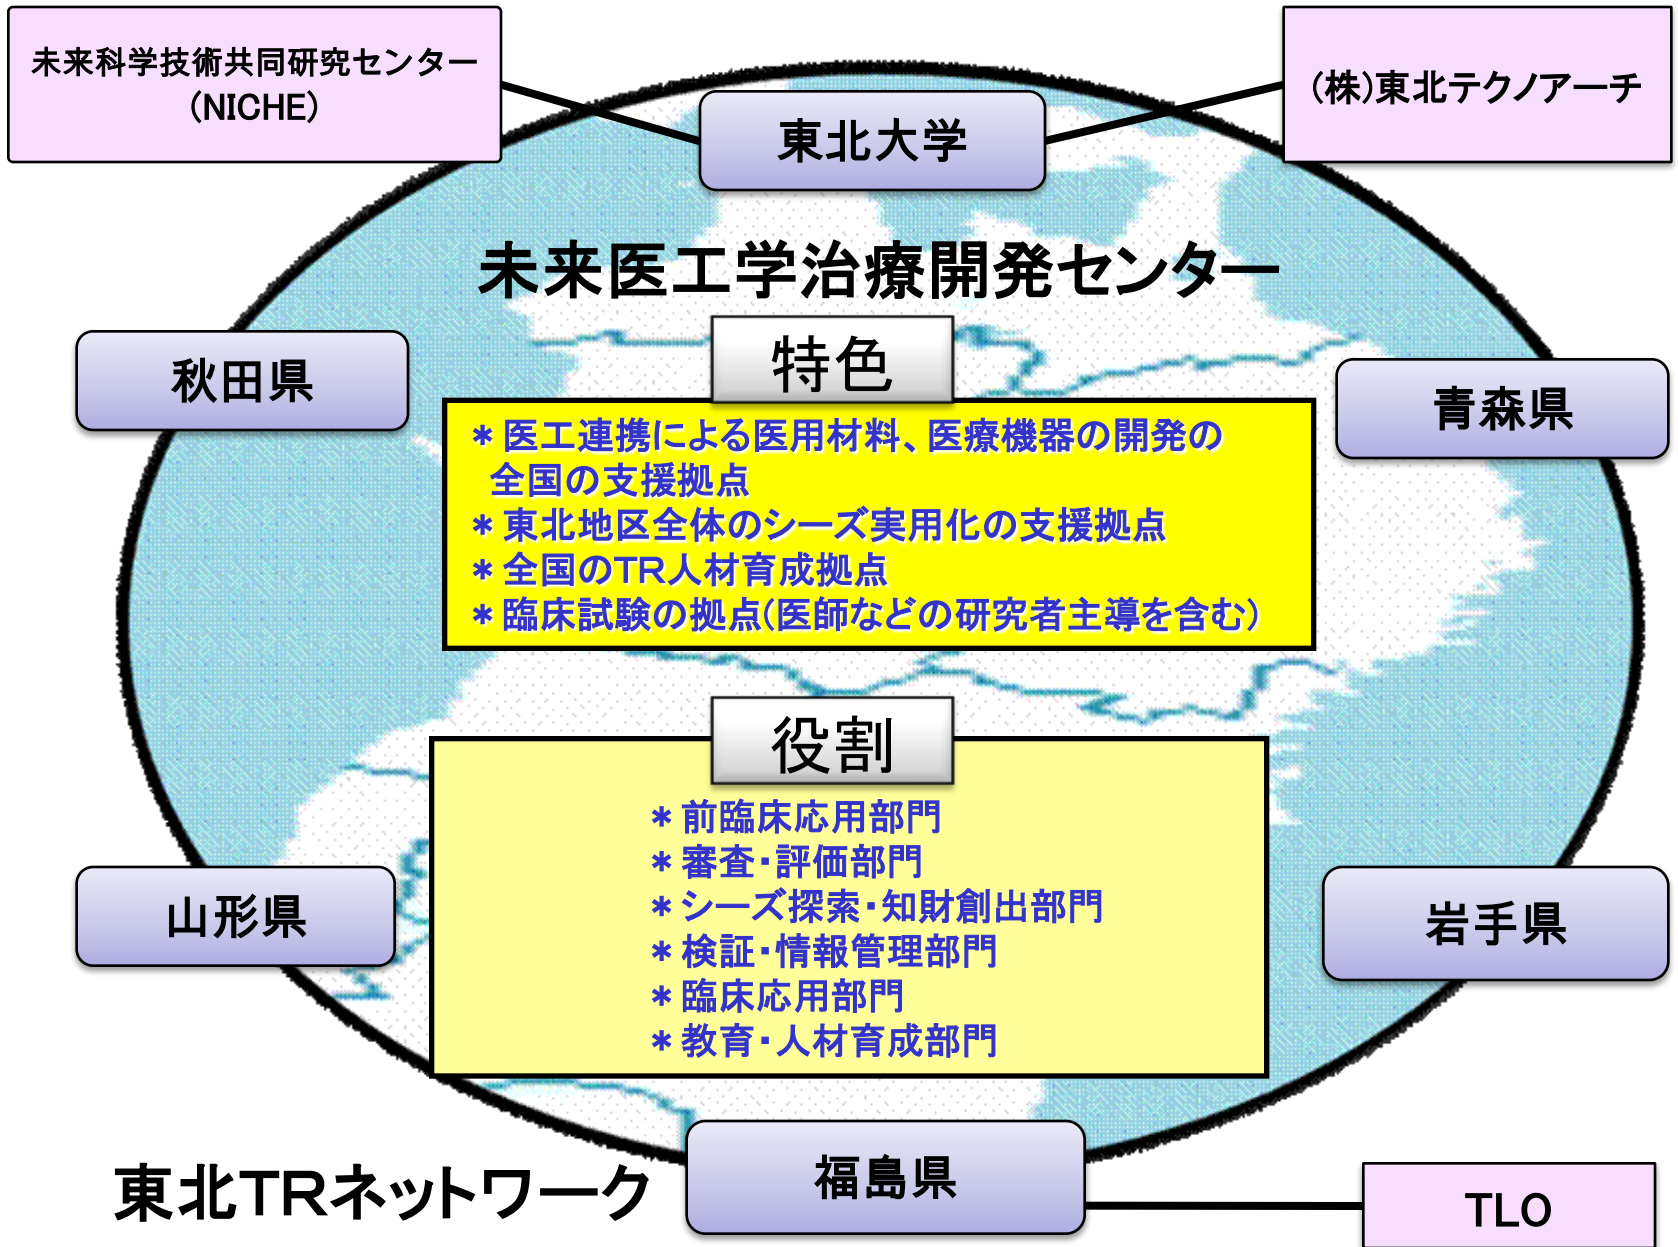 未来科学技術共同研究センター
(NICHE)
東北大学
(株)東北テクノアーチ
未来医工学治療開発センター
特色
秋田県
青森県
＊医工連携による医用材料、医療機器の開発の
全国の支援拠点
＊東北地区全体のシーズ実用化の支援拠点
＊全国のTR人材育成拠点
＊臨床試験の拠点(医師などの研究者主導を含む)
役割
＊前臨床応用部門
＊審査・評価部門
＊シーズ探索・知財創出部門
＊検証・情報管理部門
＊臨床応用部門
＊教育・人材育成部門
山形県
岩手県
東北TRネットワーク
福島県
TLO